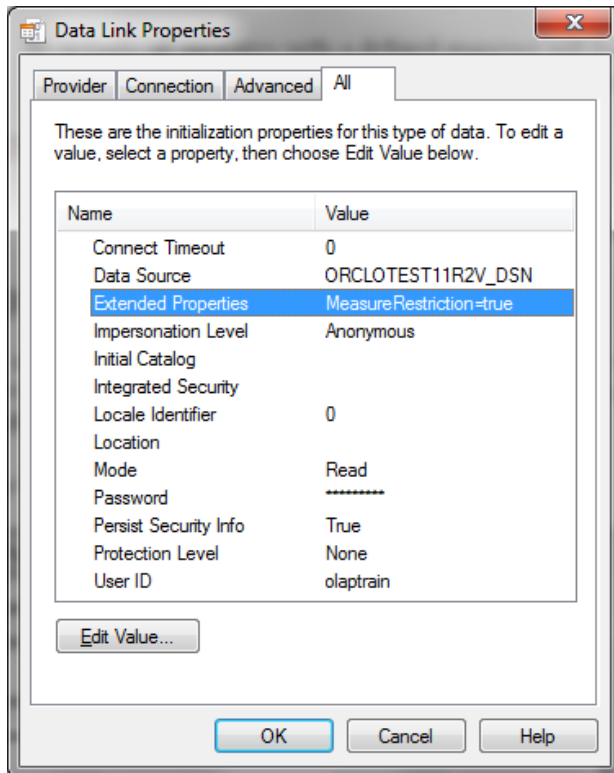 Data Link Properties
Provider Connection Advanced All
These are the initialization properties for this type of data. To edit a
value, select a property, then choose Edit Value below.
Name Value
Connect Timeout 0
Data Source ORCLOTEST11R2V_DSN
Extended Properties MeasureRestriction=true
Impersonation Level Anonymous
Initial Catalog
Integrated Security
Locale Identifier 0
Location
Mode Read
Password *********
Persist Security Info True
Protection Level None
User ID olaptrain
Edit Value...
OK Cancel Help